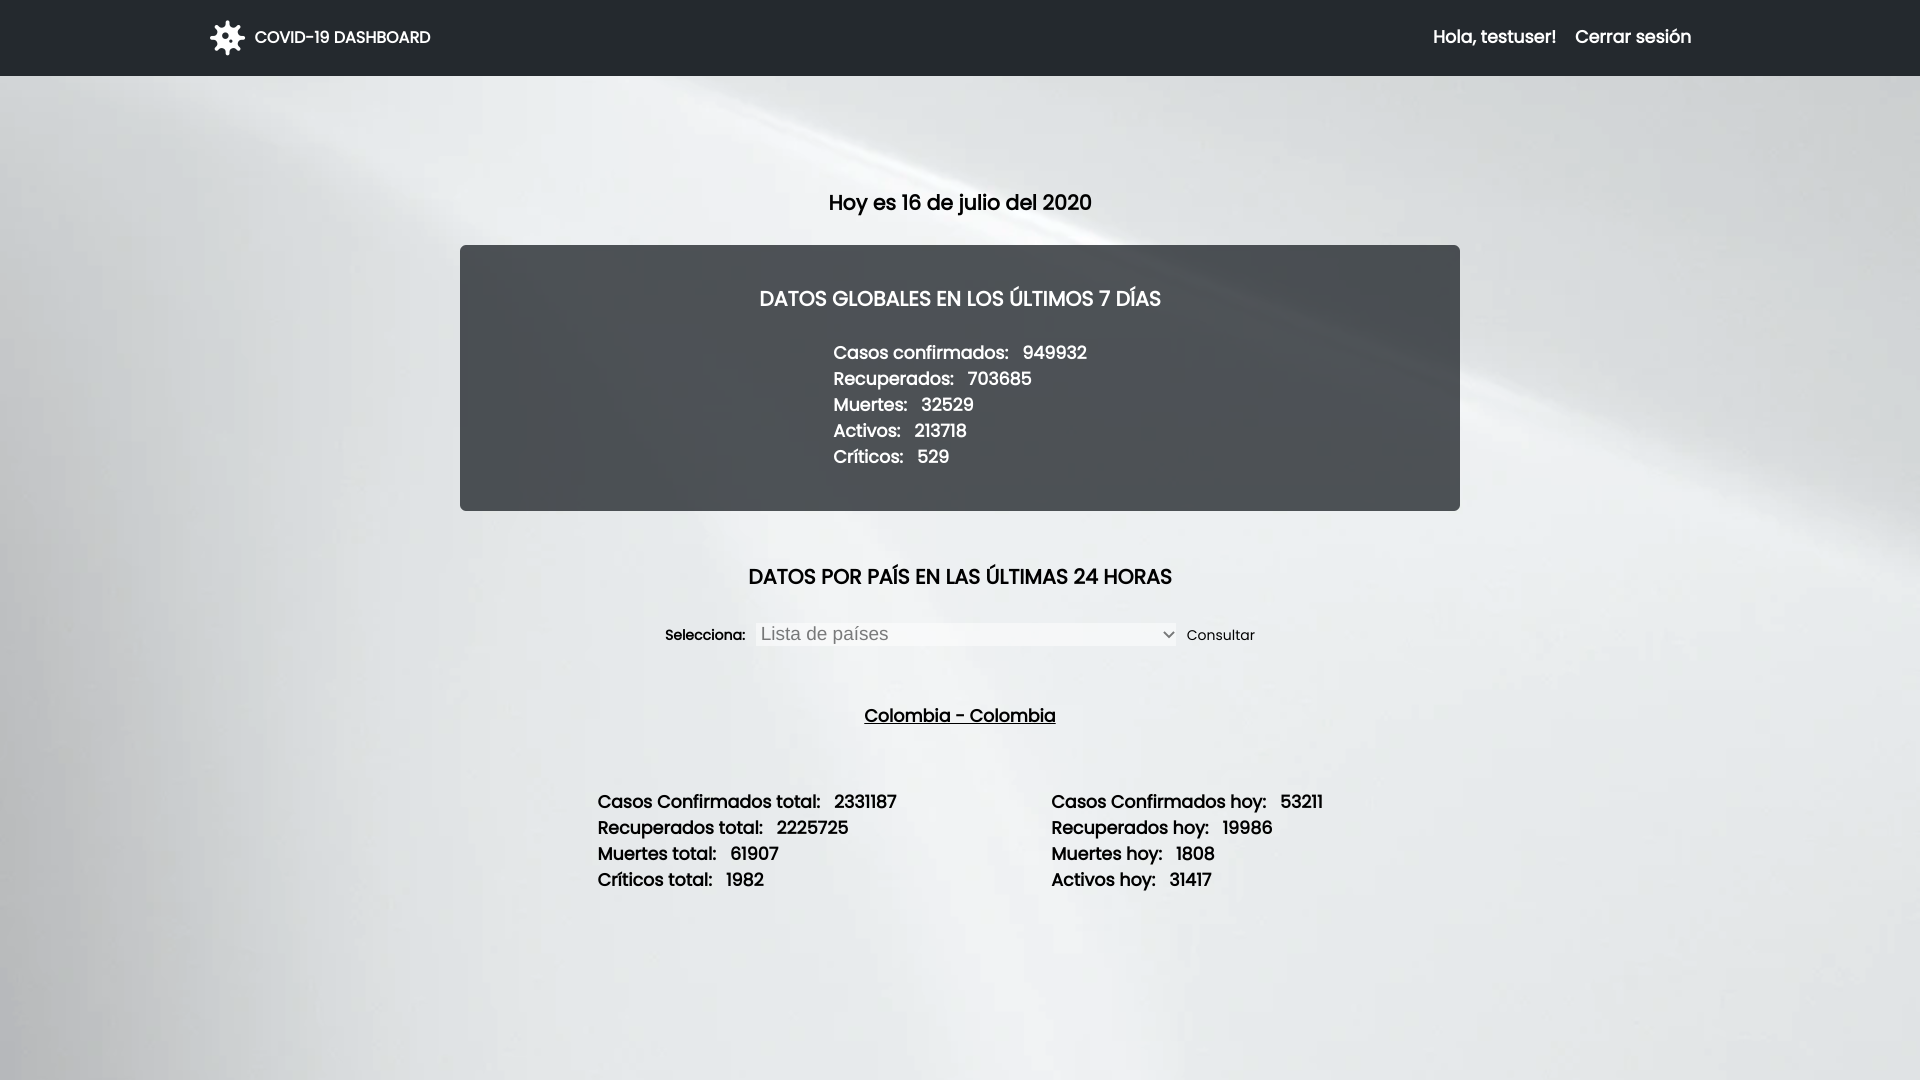 COVID-19 DASHBOARD
Hola, testuser! Cerrar sesión
Hoy es 16 de julio del 2020
DATOS GLOBALES EN LOS ÚLTIMOS 7 DÍAS
Casos confirmados: 949932
Recuperados: 703685
Muertes: 32529
Activos: 213718
Críticos: 529
DATOS POR PAÍS EN LAS ÚLTIMAS 24 HORAS
Selecciona: Lista de países Consultar
Colombia - Colombia
Casos Confirmados total: 2331187
Recuperados total: 2225725
Muertes total: 61907
Críticos total: 1982
Casos Confirmados hoy: 53211
Recuperados hoy: 19986
Muertes hoy: 1808
Activos hoy: 31417